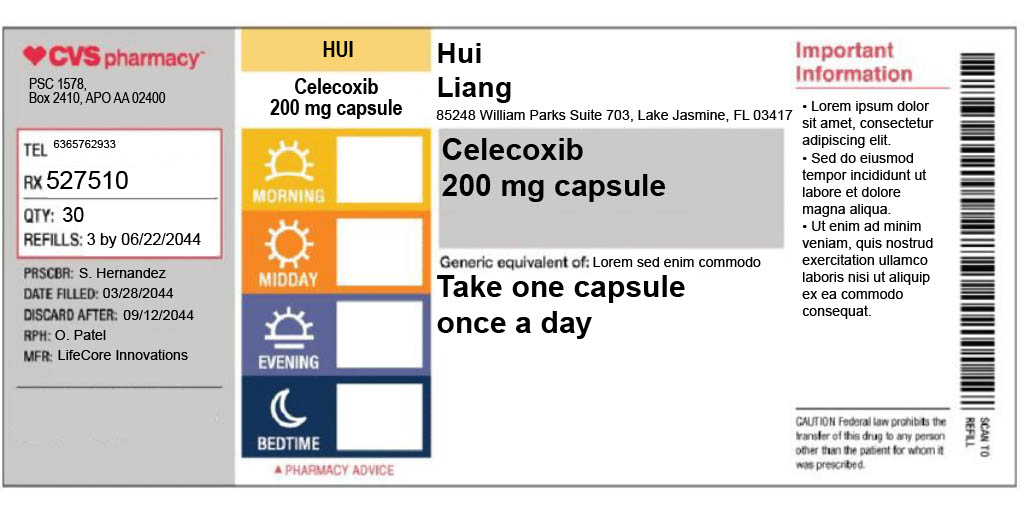 CVS pharmacy
PSC 1578,
Box 2410, APO AA 02400
TEL 6365762933
RX 527510
QTY: 30
REFILLS: 3 by 06/22/2044
PRSCBR: S. Hernandez
DATE FILLED: 03/28/2044
DISCARD AFTER: 09/12/2044
RPH: O. Patel
MFR: LifeCore Innovations
HUI
Celecoxib
200 mg capsule
MORNING
MIDDAY
EVENING
BEDTIME
▲ PHARMACY ADVICE
Hui
Liang
85248 William Parks Suite 703, Lake Jasmine, FL 03417
Celecoxib
200 mg capsule
Generic equivalent of: Lorem sed enim commodo
Take one capsule
once a day
Important
Information
• Lorem ipsum dolor
sit amet, consectetur
adipiscing elit.
• Sed do eiusmod
tempor incididunt ut
labore et dolore
magna aliqua.
• Ut enim ad minim
veniam, quis nostrud
exercitation ullamco
laboris nisi ut aliquip
ex ea commodo
consequat.
CAUTION Federal law prohibits the
transfer of this drug to any person
other than the patient for whom it
was prescribed.
SCAN TO
REFILL